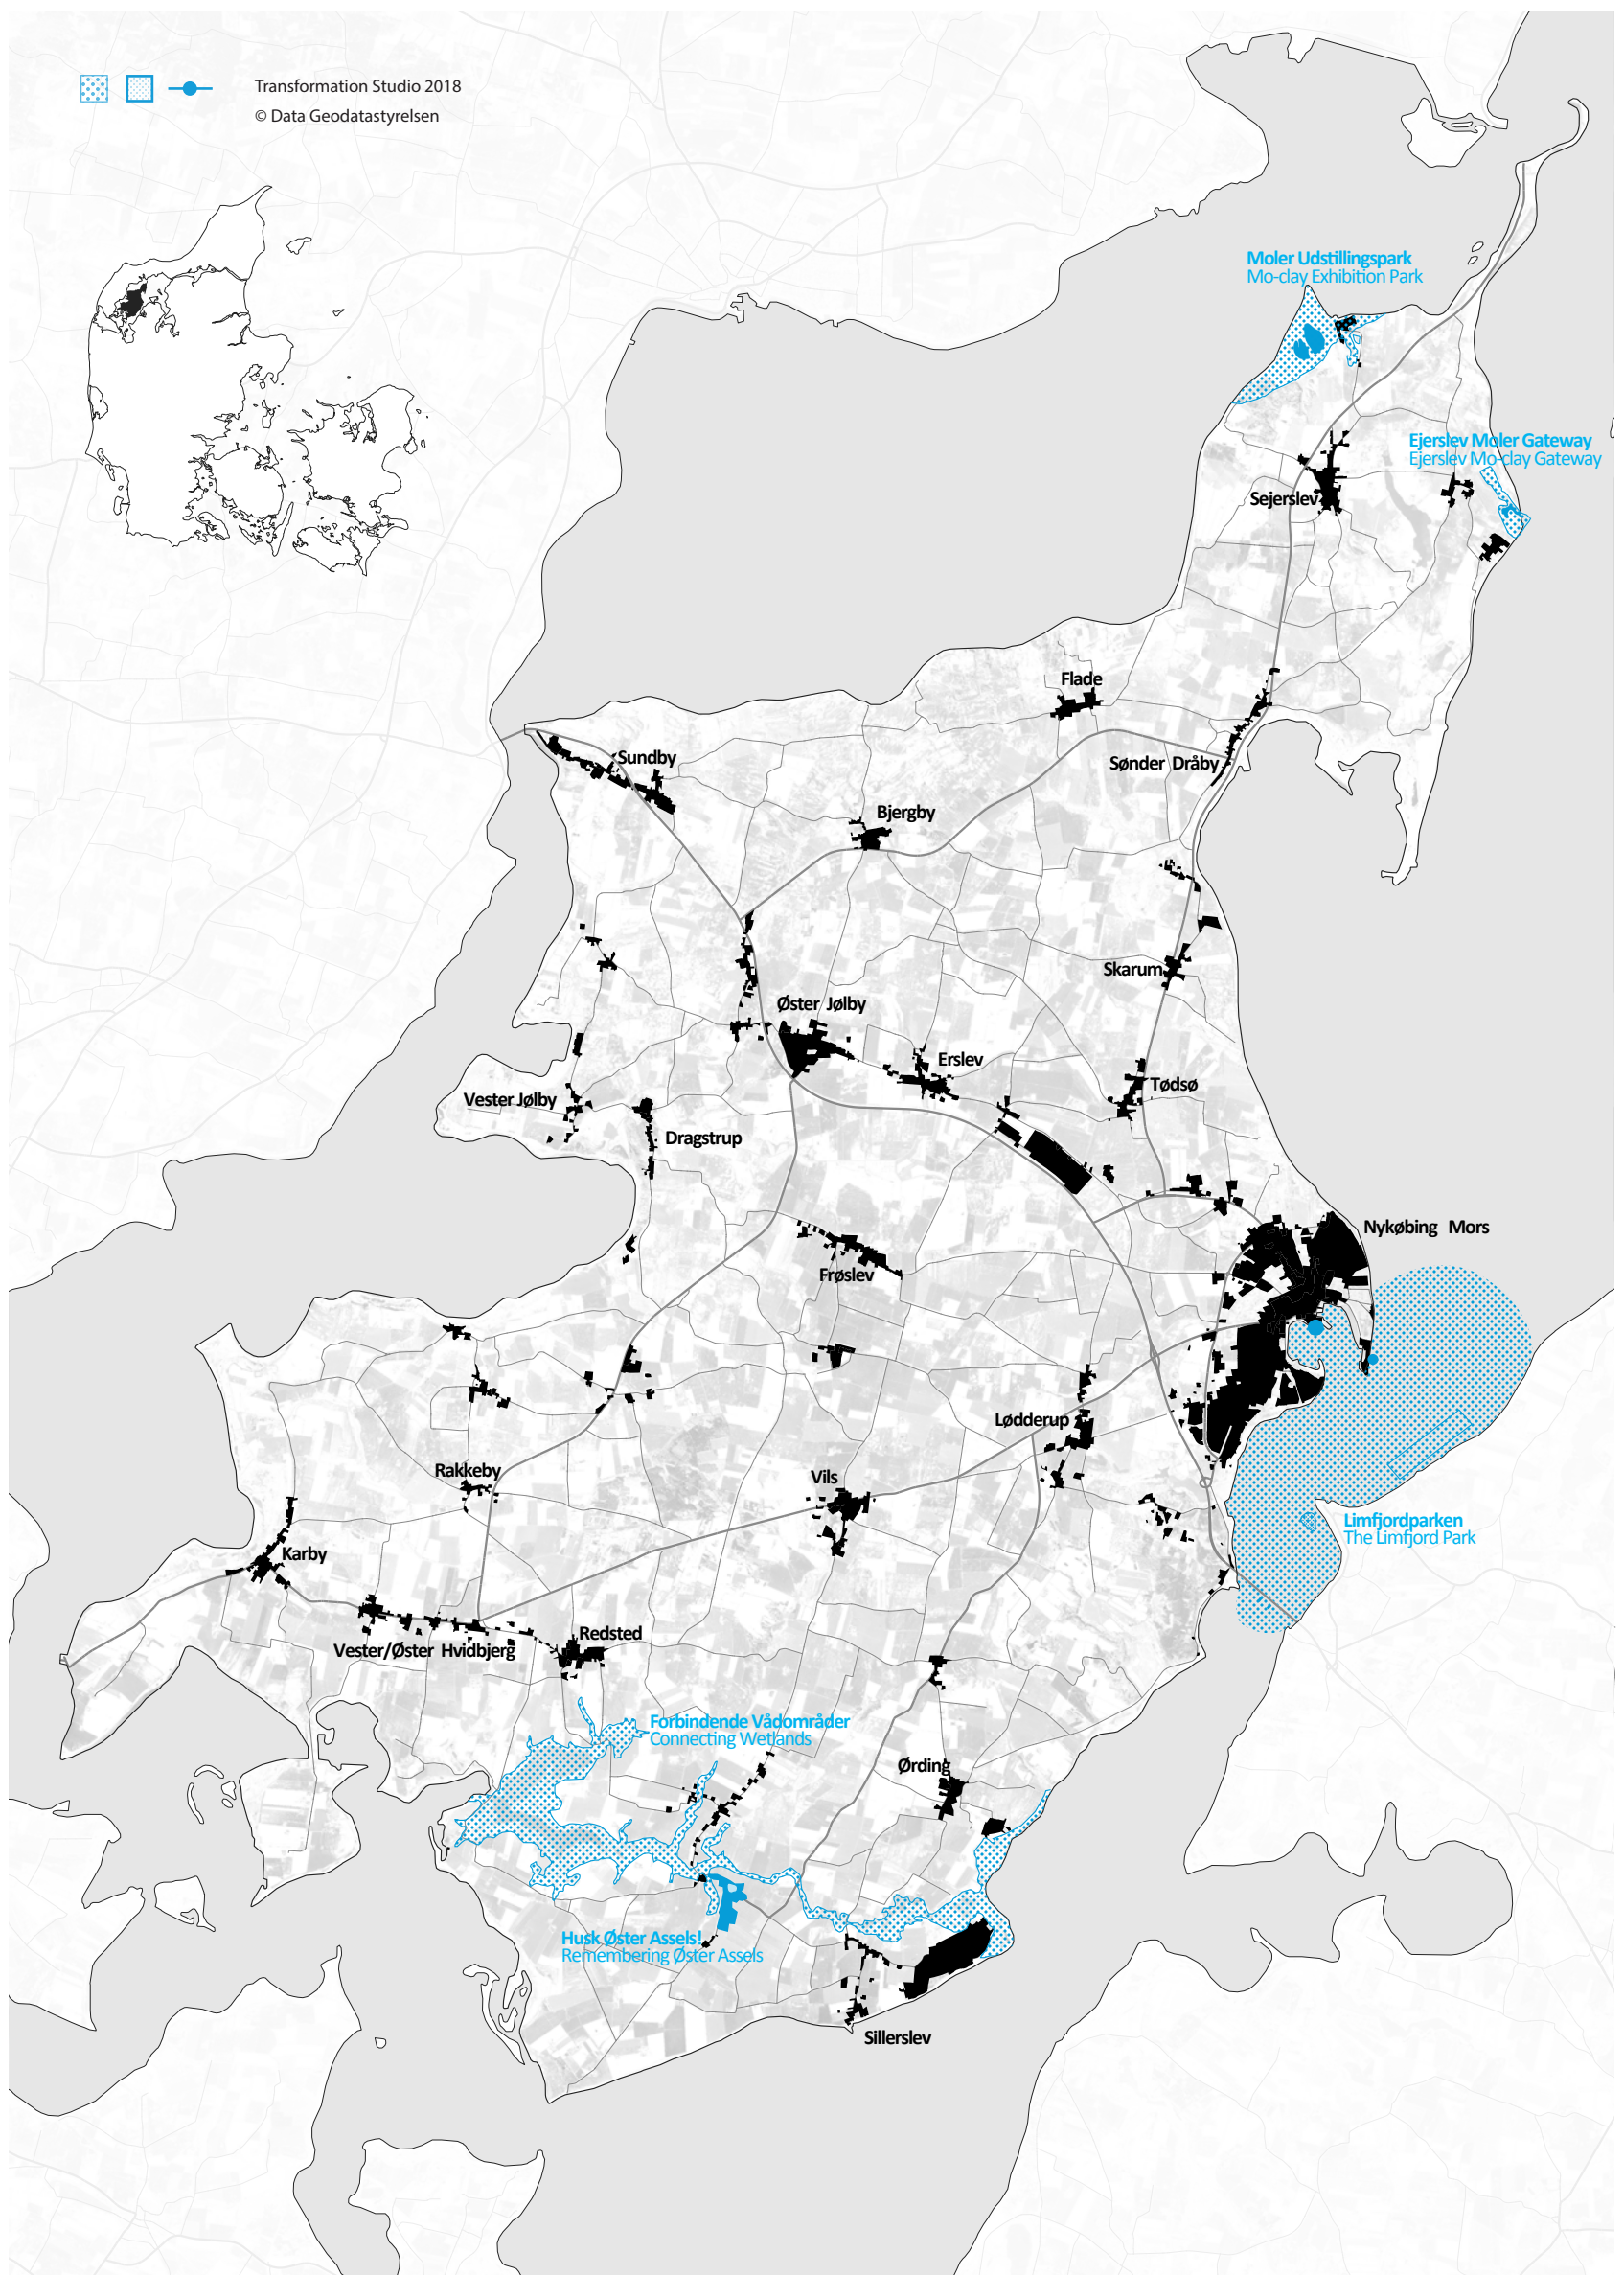 Transformation Studio 2018
© Data Geodatastyrelsen
Moler Udstillingspark
Mo-clay Exhibition Park
Ejerslev Moler Gateway
Ejerslev Mo-clay Gateway
Sejerslev
Flade
Sundby
Sønder Dråby
Bjergby
Skarum
Øster Jølby
Erslev
Tødsø
Vester Jølby
Dragstrup
Nykøbing Mors
Frøslev
Lødderup
Rakkeby
Vils
Limfjordparken
The Limfjord Park
Karby
Redsted
Vester/Øster Hvidbjerg
Forbindende Vådområder
Connecting Wetlands
Ørding
Husk Øster Assels!
Remembering Øster Assels
Sillerslev